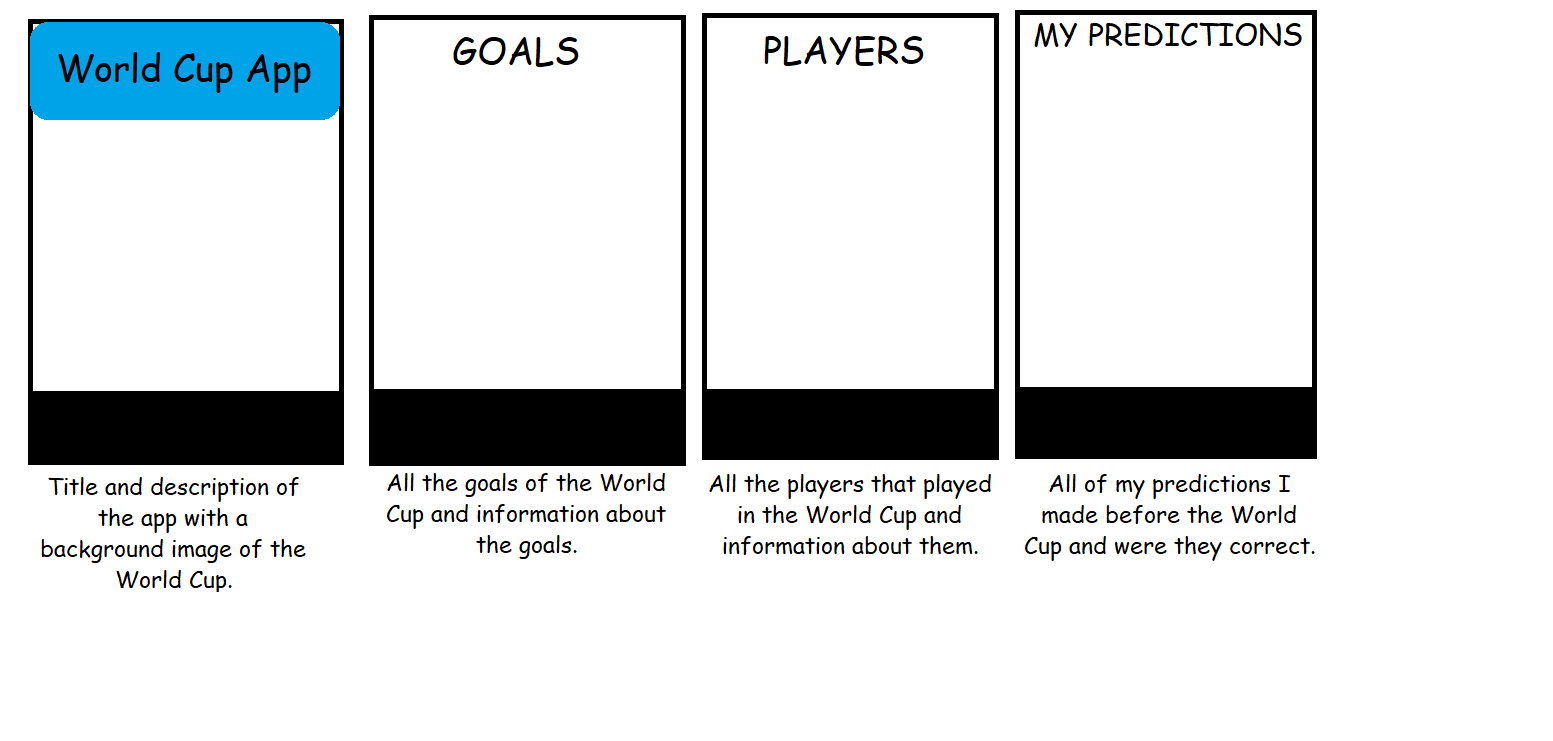 World Cup App
GOALS
PLAYERS
MY PREDICTIONS
Title and description of
the app with a
background image of the
World Cup.
All the goals of the World
Cup and information about
the goals.
All the players that played
in the World Cup and
information about them.
All of my predictions I
made before the World
Cup and were they correct.